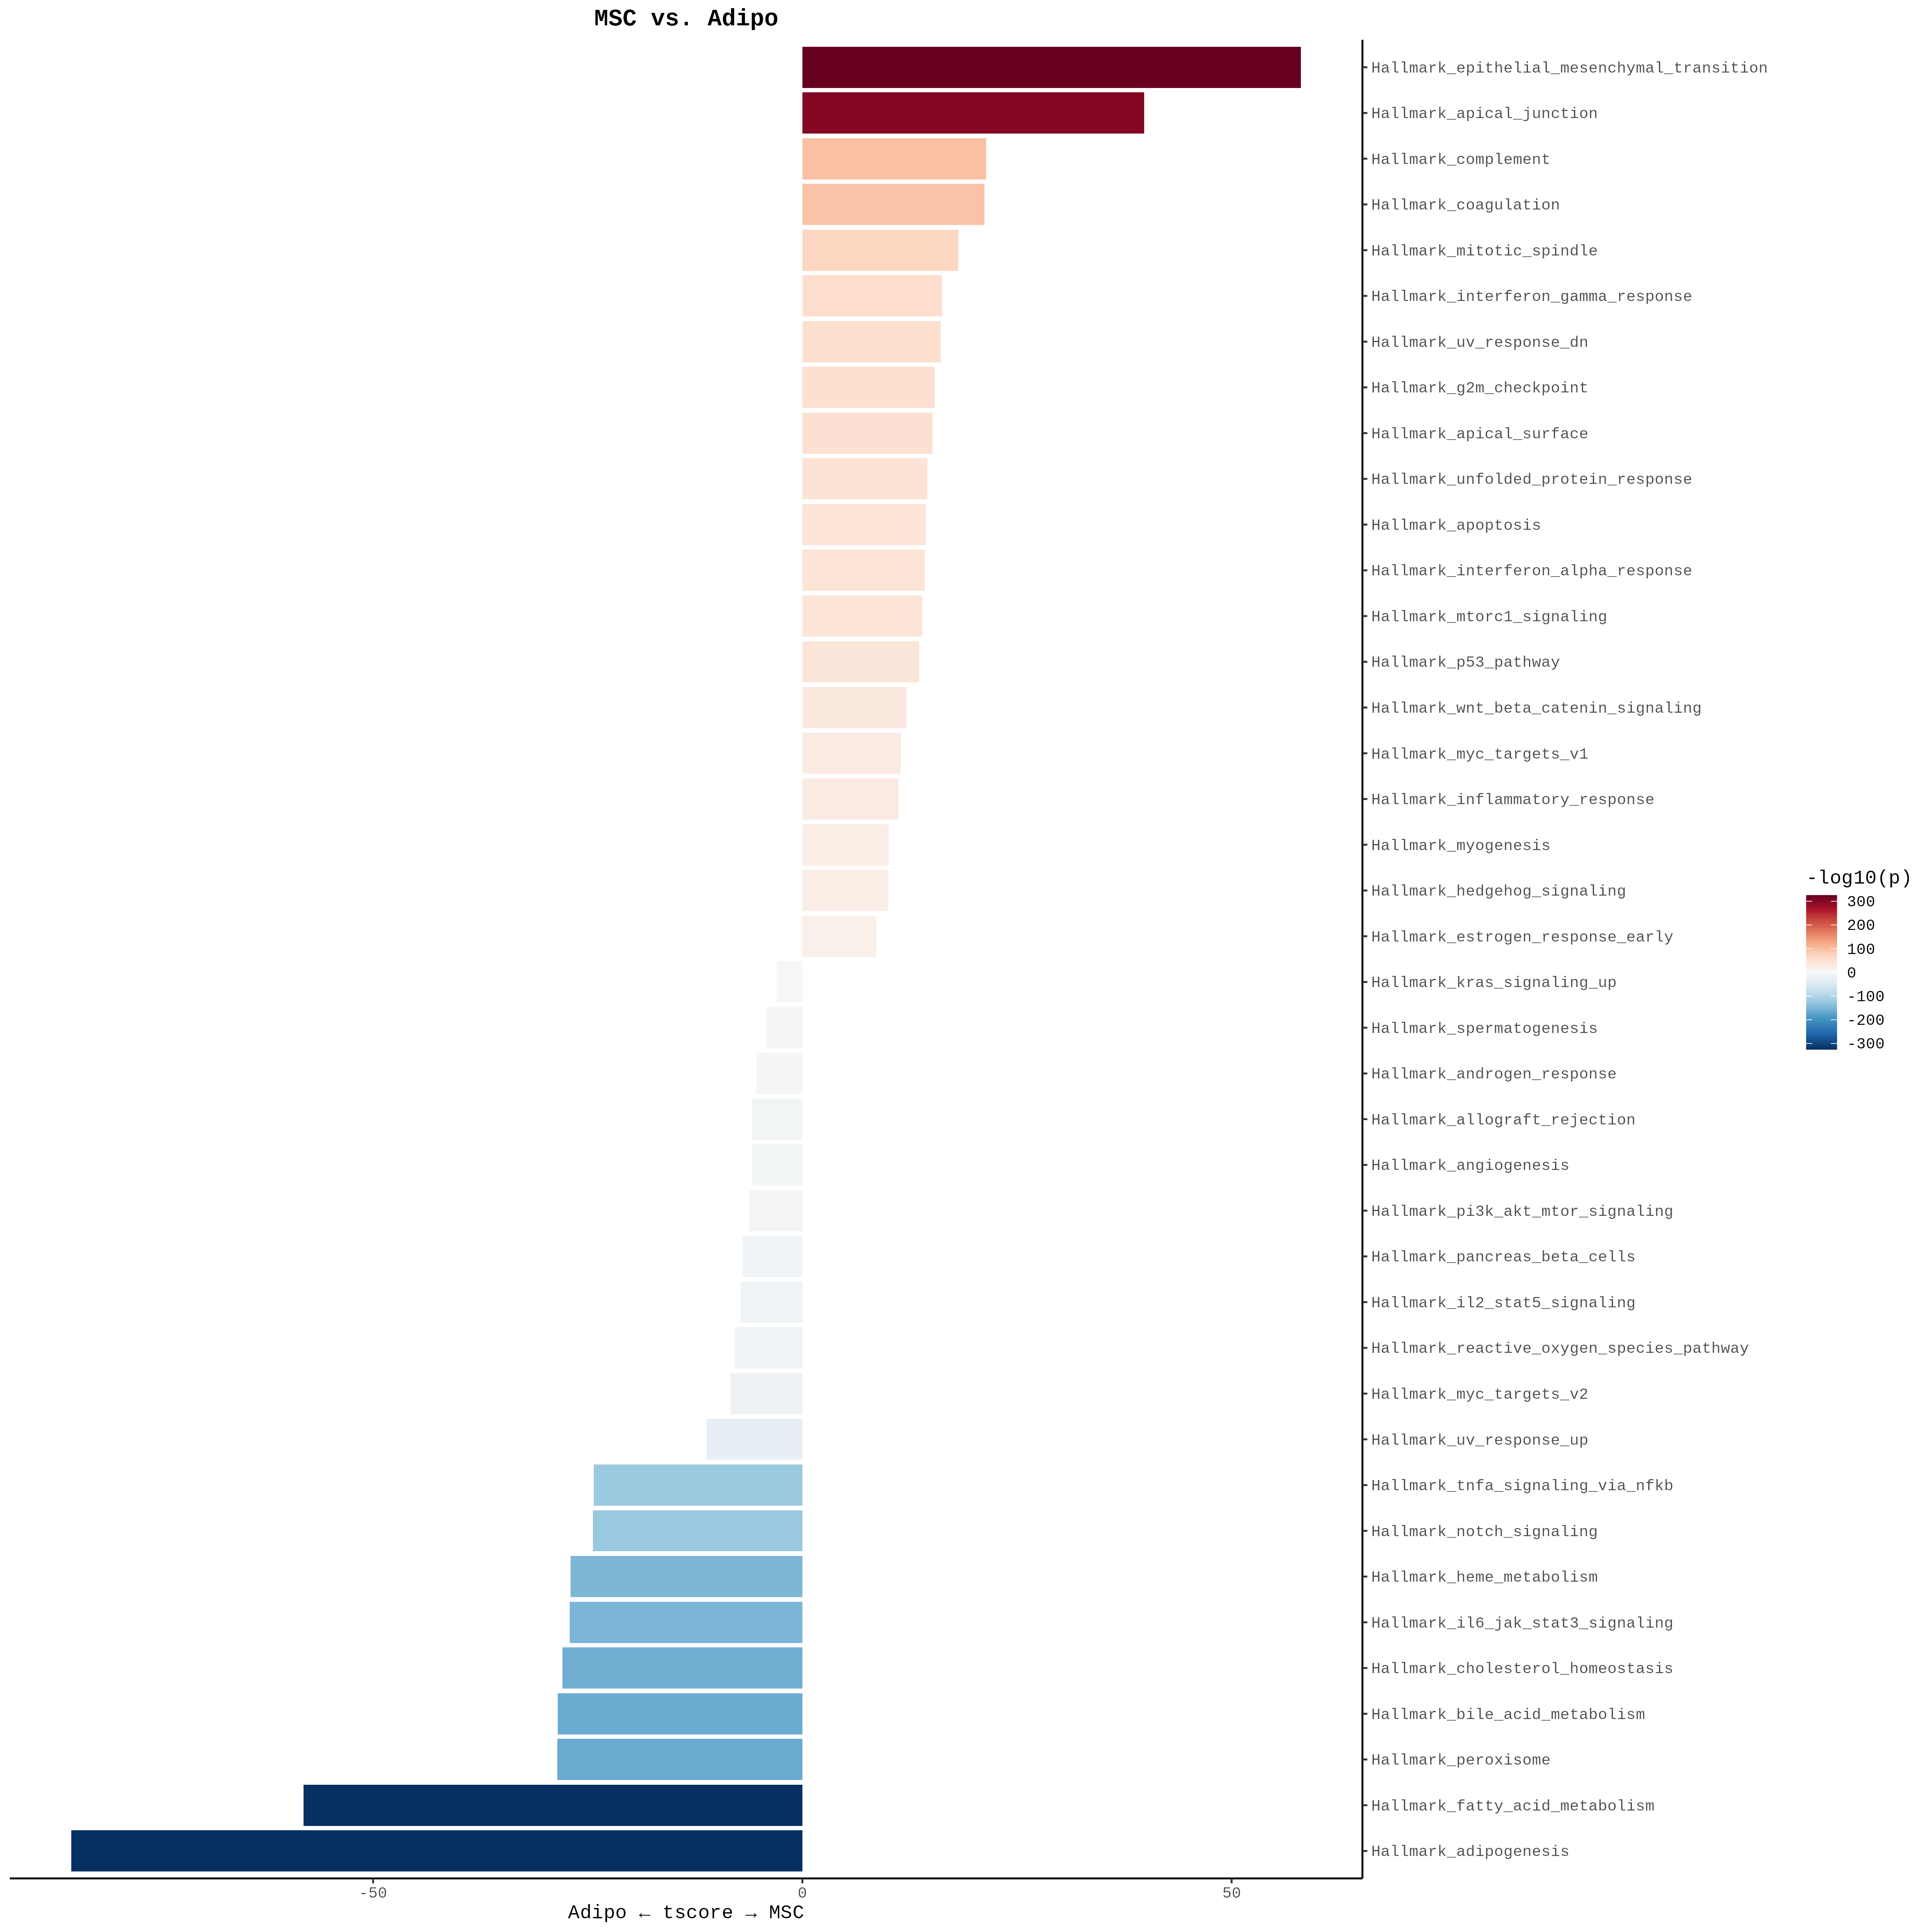 MSC vs. Adipo
Hallmark_epithelial_mesenchymal_transition
Hallmark_apical_junction
Hallmark_complement
Hallmark_coagulation
Hallmark_mitotic_spindle
Hallmark_interferon_gamma_response
Hallmark_uv_response_dn
Hallmark_g2m_checkpoint
Hallmark_apical_surface
Hallmark_unfolded_protein_response
Hallmark_apoptosis
Hallmark_interferon_alpha_response
Hallmark_mtorc1_signaling
Hallmark_p53_pathway
Hallmark_wnt_beta_catenin_signaling
Hallmark_myc_targets_v1
Hallmark_inflammatory_response
Hallmark_myogenesis
Hallmark_hedgehog_signaling
Hallmark_estrogen_response_early
Hallmark_kras_signaling_up
Hallmark_spermatogenesis
Hallmark_androgen_response
Hallmark_allograft_rejection
Hallmark_angiogenesis
Hallmark_pi3k_akt_mtor_signaling
Hallmark_pancreas_beta_cells
Hallmark_il2_stat5_signaling
Hallmark_reactive_oxygen_species_pathway
Hallmark_myc_targets_v2
Hallmark_uv_response_up
Hallmark_tnfa_signaling_via_nfkb
Hallmark_notch_signaling
Hallmark_heme_metabolism
Hallmark_il6_jak_stat3_signaling
Hallmark_cholesterol_homeostasis
Hallmark_bile_acid_metabolism
Hallmark_peroxisome
Hallmark_fatty_acid_metabolism
Hallmark_adipogenesis
-50 0 50
Adipo ← tscore → MSC
-log10(p)
300
200
100
0
-100
-200
-300